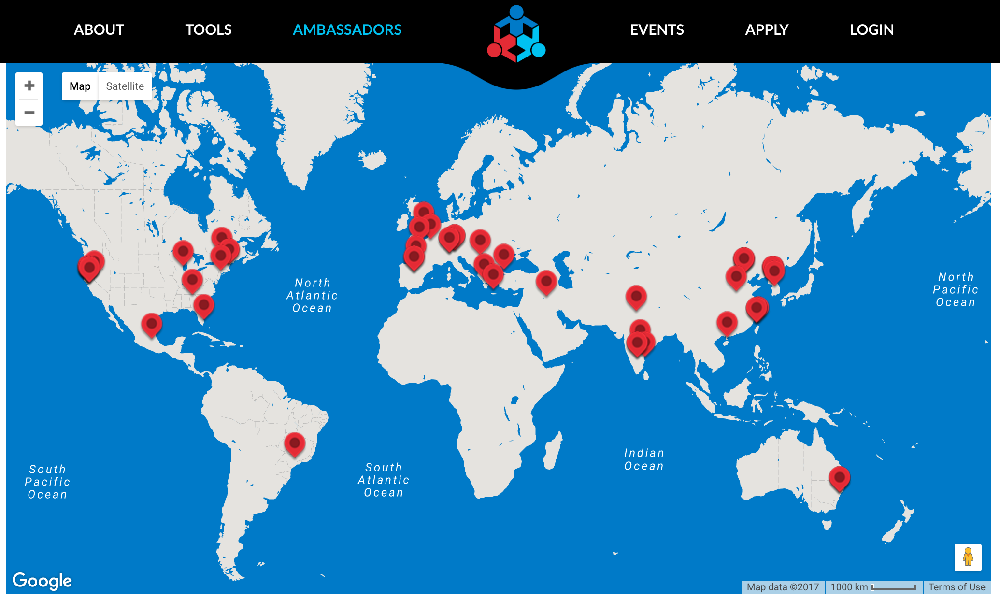 ABOUT TOOLS AMBASSADORS EVENTS APPLY LOGIN
+
Map Satellite
−
North
Atlantic
Ocean
North
Pacific
Ocean
South
Pacific
Ocean
South
Atlantic
Ocean
Indian
Ocean
Google
Map data ©2017 1000 km Terms of Use